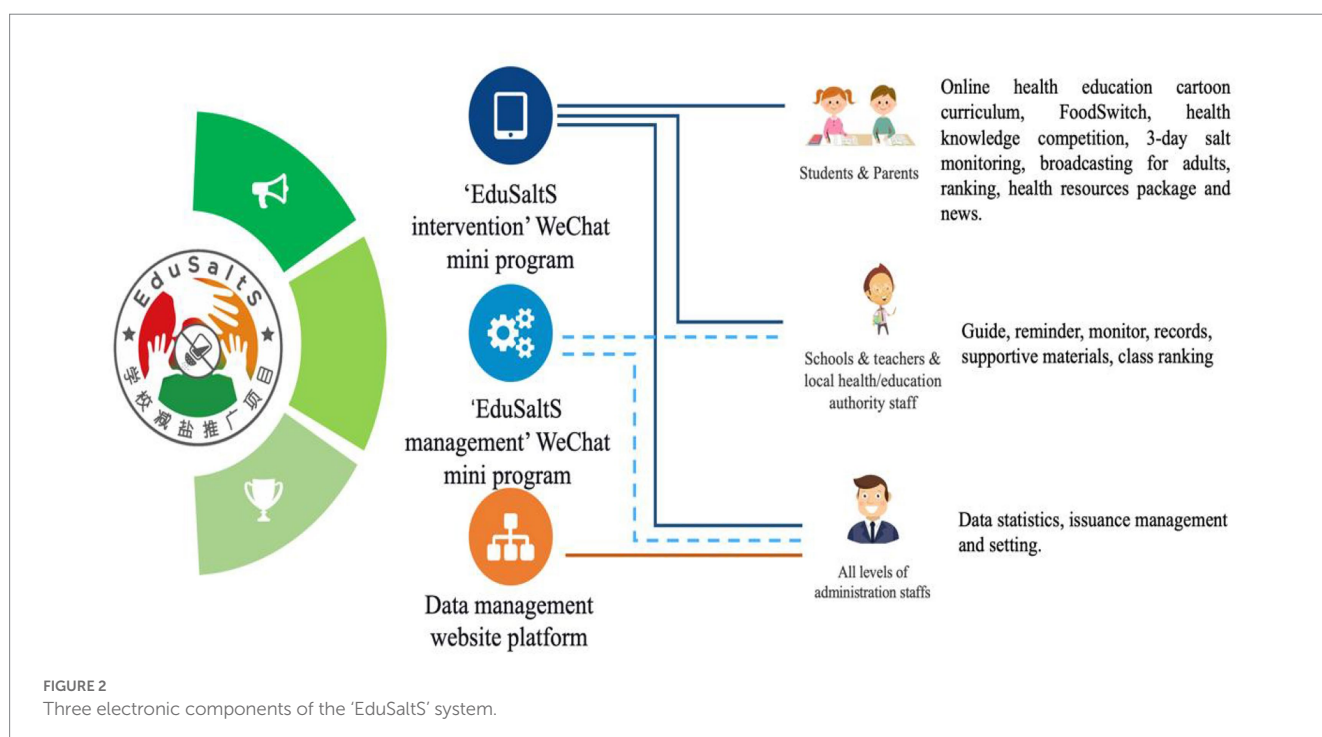 EduSaltS
学校减盐推广项目
'EduSaltS
intervention' WeChat
mini program
'EduSaltS
management' WeChat
mini program
Data management
website platform
Students & Parents
Online health education cartoon
curriculum, FoodSwitch, health
knowledge competition, 3-day salt
monitoring, broadcasting for adults,
ranking, health resources package and
news.
Schools & teachers &
local health/education
authority staff
Guide, reminder, monitor, records,
supportive materials, class ranking
All levels of
administration staffs
Data statistics, issuance management
and setting.
FIGURE 2
Three electronic components of the 'EduSaltS' system.